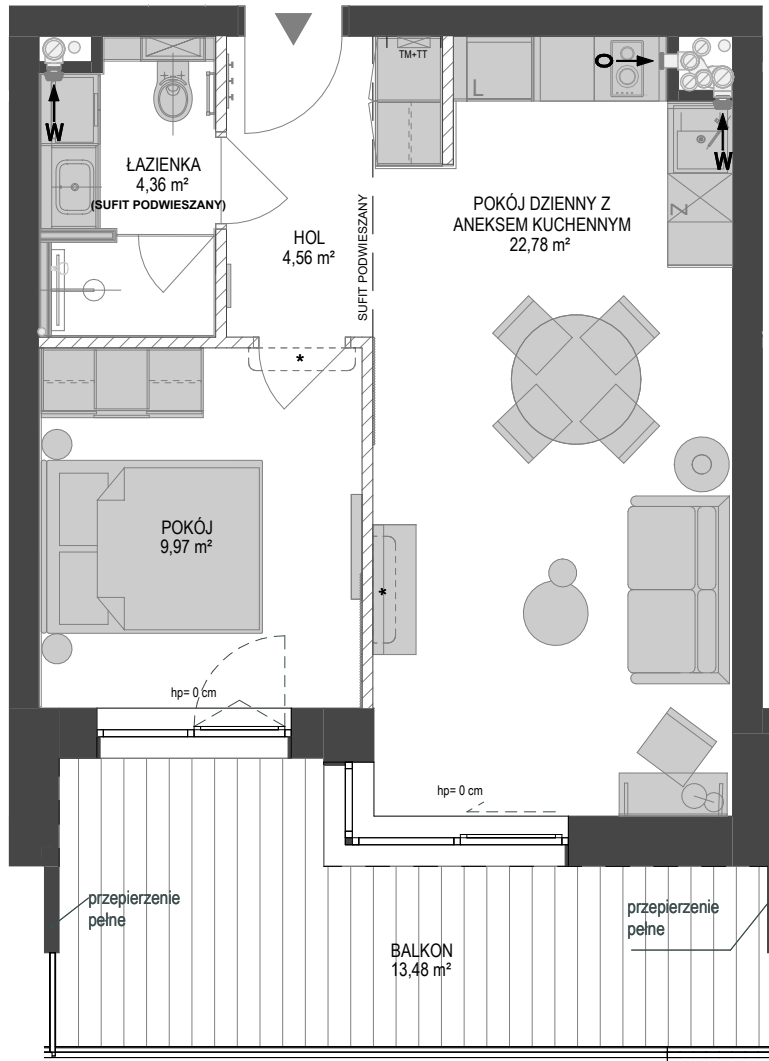 TM+TT
L
O
W
W
ŁAZIENKA
4,36 m²
(SUFIT PODWIESZANY)
HOL
4,56 m²
SUFIT PODWIESZANY
POKÓJ DZIENNY Z
ANEKSEM KUCHENNYM
22,78 m²
Z
*
POKÓJ
9,97 m²
*
hp= 0 cm
hp= 0 cm
przepierzenie
pełne
przepierzenie
pełne
BALKON
13,48 m²